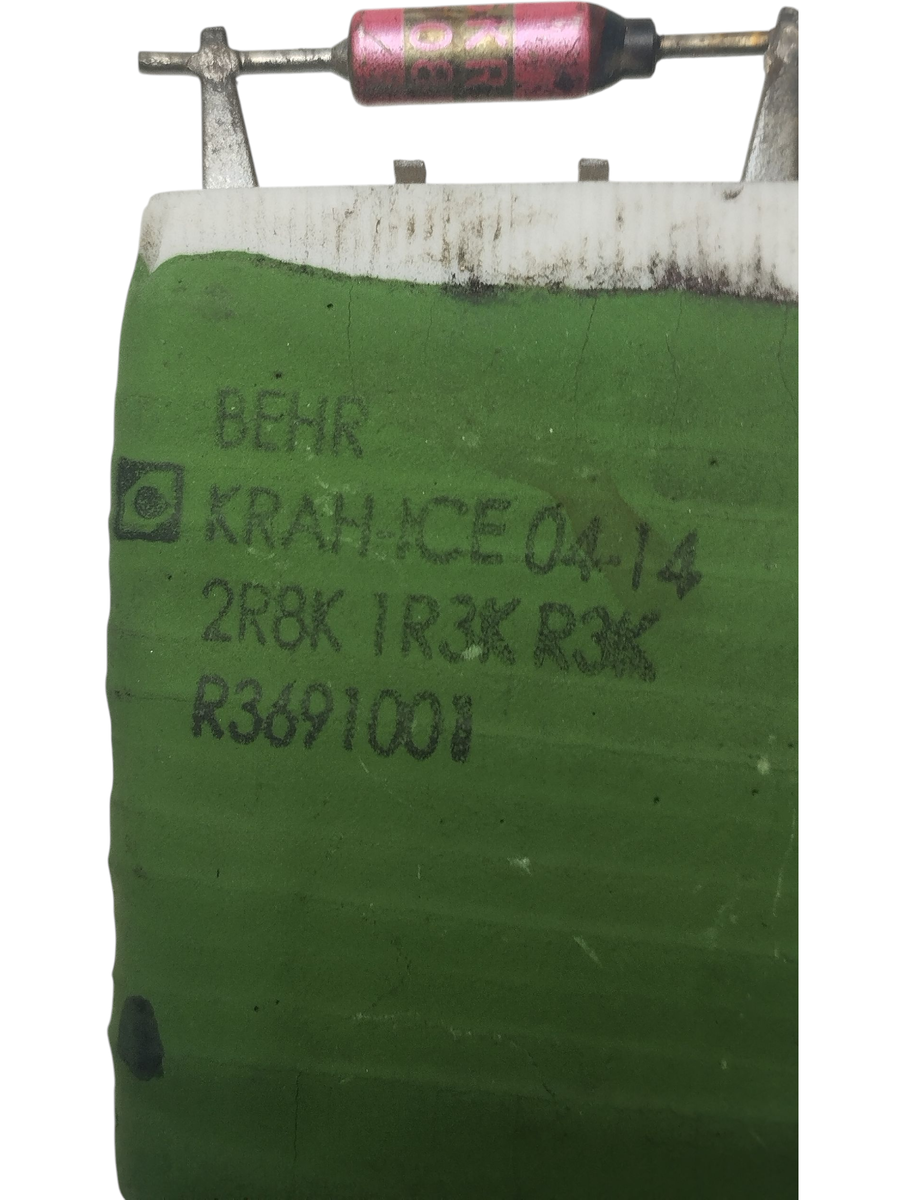 BEHR
KRAH-ICE 04-14
2R8K 1R3K R3K
R3691001